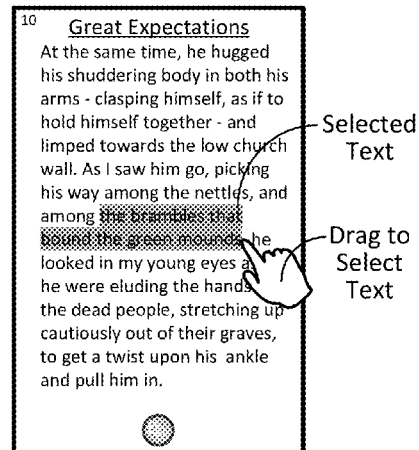 10
Great Expectations
At the same time, he hugged
his shuddering body in both his
arms - clasping himself, as if to
hold himself together - and
limped towards the low church
wall. As I saw him go, picking
his way among the nettles, and
among the brambles that
bound the green mounds, he
looked in my young eyes a
he were eluding the hands
the dead people, stretching up
cautiously out of their graves,
to get a twist upon his ankle
and pull him in.
Selected
Text
Drag to
Select
Text